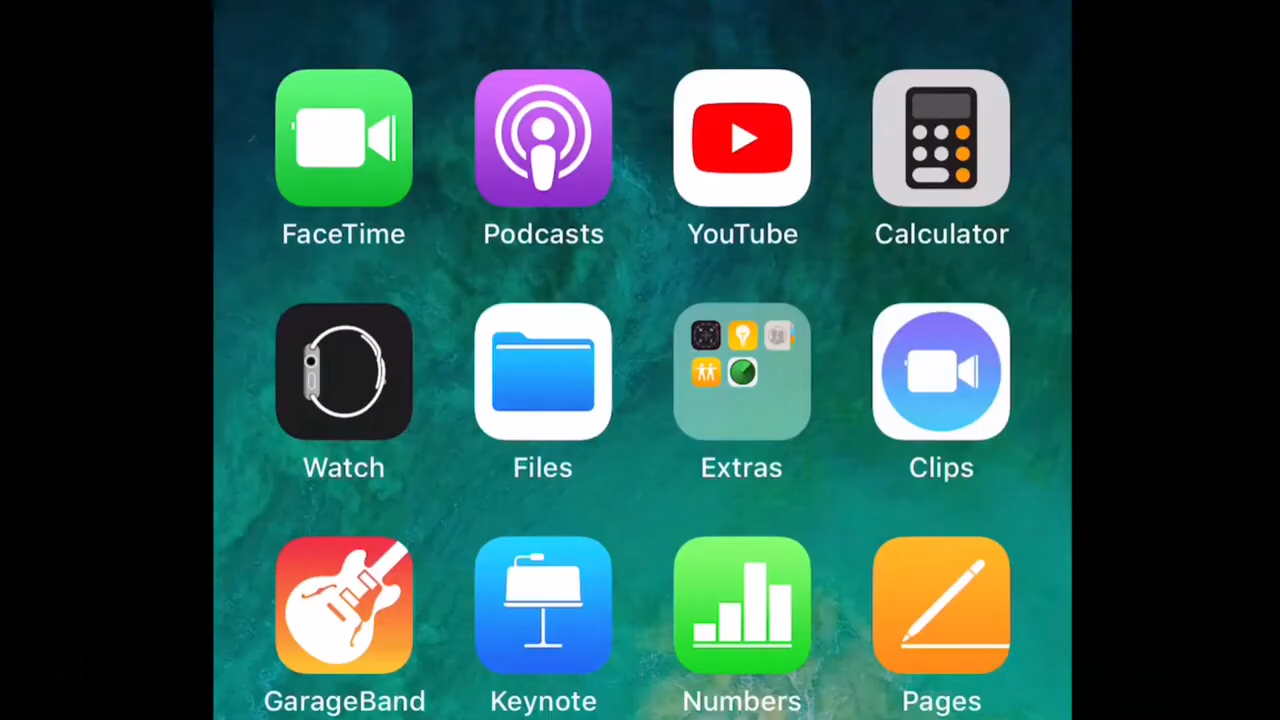 FaceTime Podcasts YouTube Calculator
Watch Files Extras Clips
GarageBand Keynote Numbers Pages